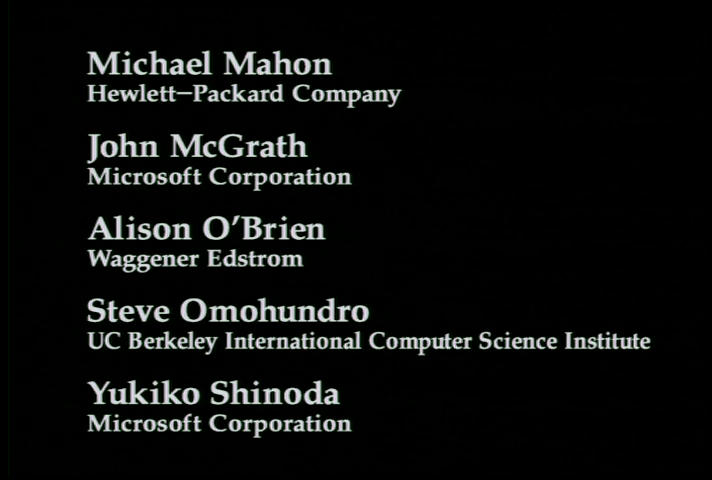 Michael Mahon
Hewlett–Packard Company
John McGrath
Microsoft Corporation
Alison O'Brien
Waggener Edstrom
Steve Omohundro
UC Berkeley International Computer Science Institute
Yukiko Shinoda
Microsoft Corporation